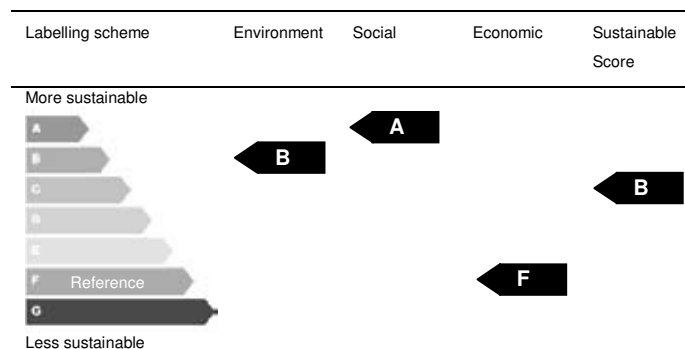 Labelling scheme Environment Social Economic Sustainable
Score
More sustainable
A A
B B
C B
D
E
F Reference F
G
Less sustainable